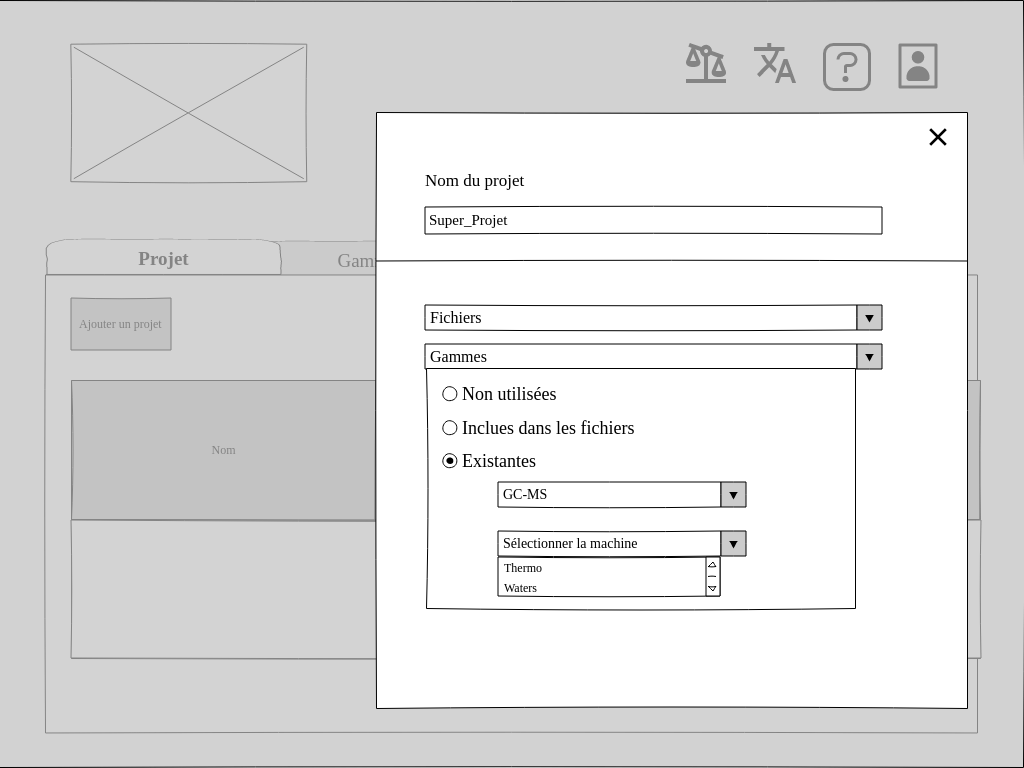 Nom du projet
Super_Projet
Projet
Gam
Ajouter un projet
Fichiers
Gammes
Non utilisées
Inclues dans les fichiers
Nom
Existantes
GC-MS
Sélectionner la machine
Thermo
Waters